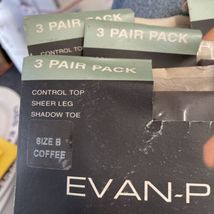 3 PAIR PACK
3 PAIR PACK
CONTROL TOP
3 PAIR PACK
CONTROL TOP
SHEER LEG
SHADOW TOE
SIZE B
COFFEE
EVAN-P